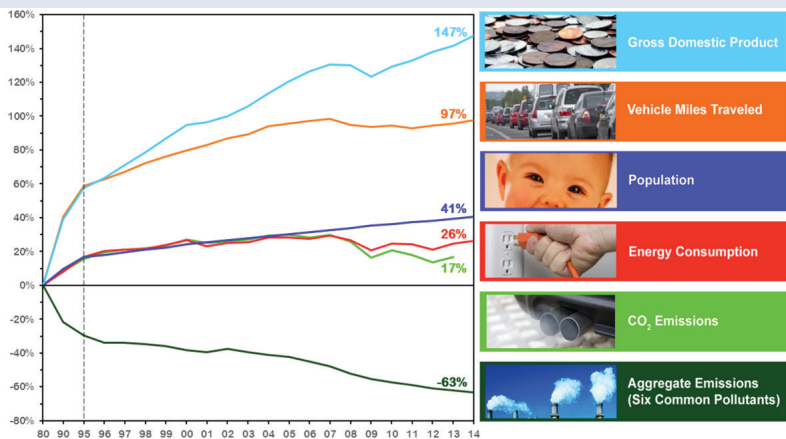 160%
140%
120%
100%
80%
60%
40%
20%
0%
-20%
-40%
-60%
-80%
147%
97%
41%
26%
17%
-63%
80 90 95 96 97 98 99 00 01 02 03 04 05 06 07 08 09 10 11 12 13 14
Gross Domestic Product
Vehicle Miles Traveled
Population
Energy Consumption
CO₂ Emissions
Aggregate Emissions
(Six Common Pollutants)